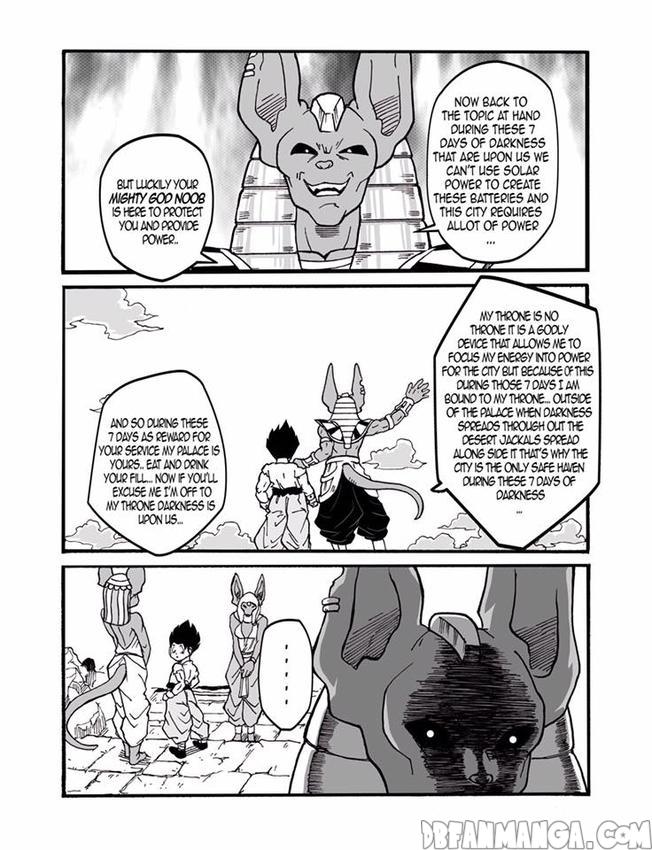 NOW BACK TO
THE TOPIC AT HAND
DURING THESE 7
DAYS OF DARKNESS
THAT ARE UPON US WE
CAN'T USE SOLAR
POWER TO CREATE
THESE BATTERIES AND
THIS CITY REQUIRES
ALLOT OF POWER
...
BUT LUCKILY YOUR
MIGHTY GOD NOOB
IS HERE TO PROTECT
YOU AND PROVIDE
POWER..
MY THRONE IS NO
THRONE IT IS A GODLY
DEVICE THAT ALLOWS ME TO
FOCUS MY ENERGY INTO POWER
FOR THE CITY BUT BECAUSE OF THIS
DURING THOSE 7 DAYS I AM
BOUND TO MY THRONE... OUTSIDE
OF THE PALACE WHEN DARKNESS
SPREADS THROUGH OUT THE
DESERT JACKALS SPREAD
ALONG SIDE IT THAT'S WHY THE
CITY IS THE ONLY SAFE HAVEN
DURING THESE 7 DAYS OF
DARKNESS
...
AND SO DURING THESE
7 DAYS AS REWARD FOR
YOUR SERVICE MY PALACE IS
YOURS.. EAT AND DRINK
YOUR FILL... NOW IF YOU'LL
EXCUSE ME I'M OFF TO
MY THRONE DARKNESS IS
UPON US...
....
DBFANMANGA.COM